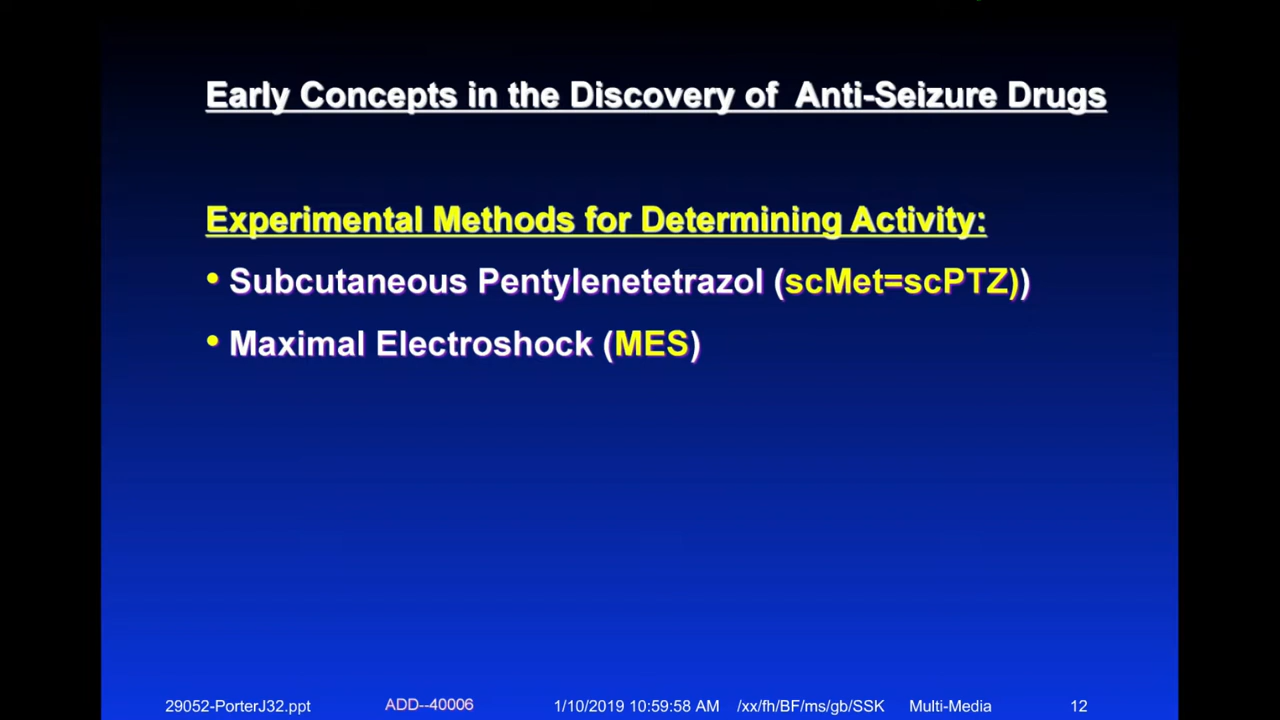 Early Concepts in the Discovery of Anti-Seizure Drugs
Experimental Methods for Determining Activity:
• Subcutaneous Pentylenetetrazol (scMet=scPTZ))
• Maximal Electroshock (MES)
29052-PorterJ32.ppt ADD--40006 1/10/2019 10:59:58 AM /xx/fh/BF/ms/gb/SSK Multi-Media 12